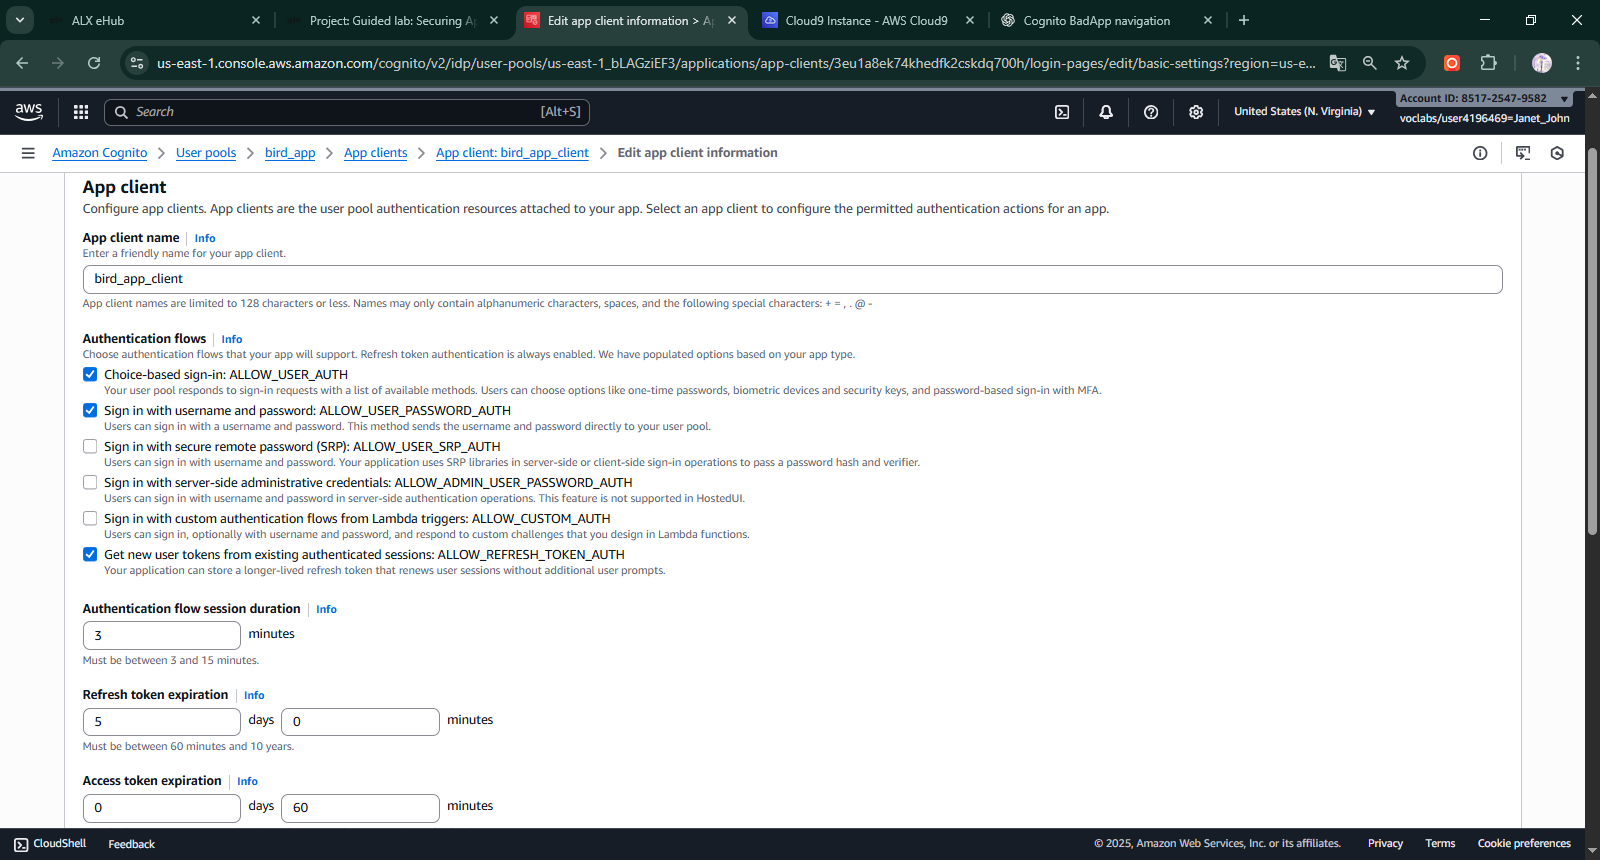 ALX eHub
Project: Guided lab: Securing Ap
Edit app client information > Ap
Cloud9 Instance - AWS Cloud9
Cognito BadApp navigation
us-east-1.console.aws.amazon.com/cognito/v2/idp/user-pools/us-east-1_bLAGziEF3/applications/app-clients/3eu1a8ek74khedfk2cskdq700h/login-pages/edit/basic-settings?region=us-e...
aws
Search
[Alt+S]
United States (N. Virginia)
Account ID: 8517-2547-9582
voclabs/user4196469=Janet_John
Amazon Cognito > User pools > bird_app > App clients > App client: bird_app_client > Edit app client information
App client
Configure app clients. App clients are the user pool authentication resources attached to your app. Select an app client to configure the permitted authentication actions for an app.
App client name Info
Enter a friendly name for your app client.
bird_app_client
App client names are limited to 128 characters or less. Names may only contain alphanumeric characters, spaces, and the following special characters: + = , . @ -
Authentication flows Info
Choose authentication flows that your app will support. Refresh token authentication is always enabled. We have populated options based on your app type.
Choice-based sign-in: ALLOW_USER_AUTH
Your user pool responds to sign-in requests with a list of available methods. Users can choose options like one-time passwords, biometric devices and security keys, and password-based sign-in with MFA.
Sign in with username and password: ALLOW_USER_PASSWORD_AUTH
Users can sign in with a username and password. This method sends the username and password directly to your user pool.
Sign in with secure remote password (SRP): ALLOW_USER_SRP_AUTH
Users can sign in with username and password. Your application uses SRP libraries in server-side or client-side sign-in operations to pass a password hash and verifier.
Sign in with server-side administrative credentials: ALLOW_ADMIN_USER_PASSWORD_AUTH
Users can sign in with username and password in server-side authentication operations. This feature is not supported in HostedUI.
Sign in with custom authentication flows from Lambda triggers: ALLOW_CUSTOM_AUTH
Users can sign in, optionally with username and password, and respond to custom challenges that you design in Lambda functions.
Get new user tokens from existing authenticated sessions: ALLOW_REFRESH_TOKEN_AUTH
Your application can store a longer-lived refresh token that renews user sessions without additional user prompts.
Authentication flow session duration Info
3 minutes
Must be between 3 and 15 minutes.
Refresh token expiration Info
5 days 0 minutes
Must be between 60 minutes and 10 years.
Access token expiration Info
0 days 60 minutes
CloudShell Feedback © 2025, Amazon Web Services, Inc. or its affiliates. Privacy Terms Cookie preferences